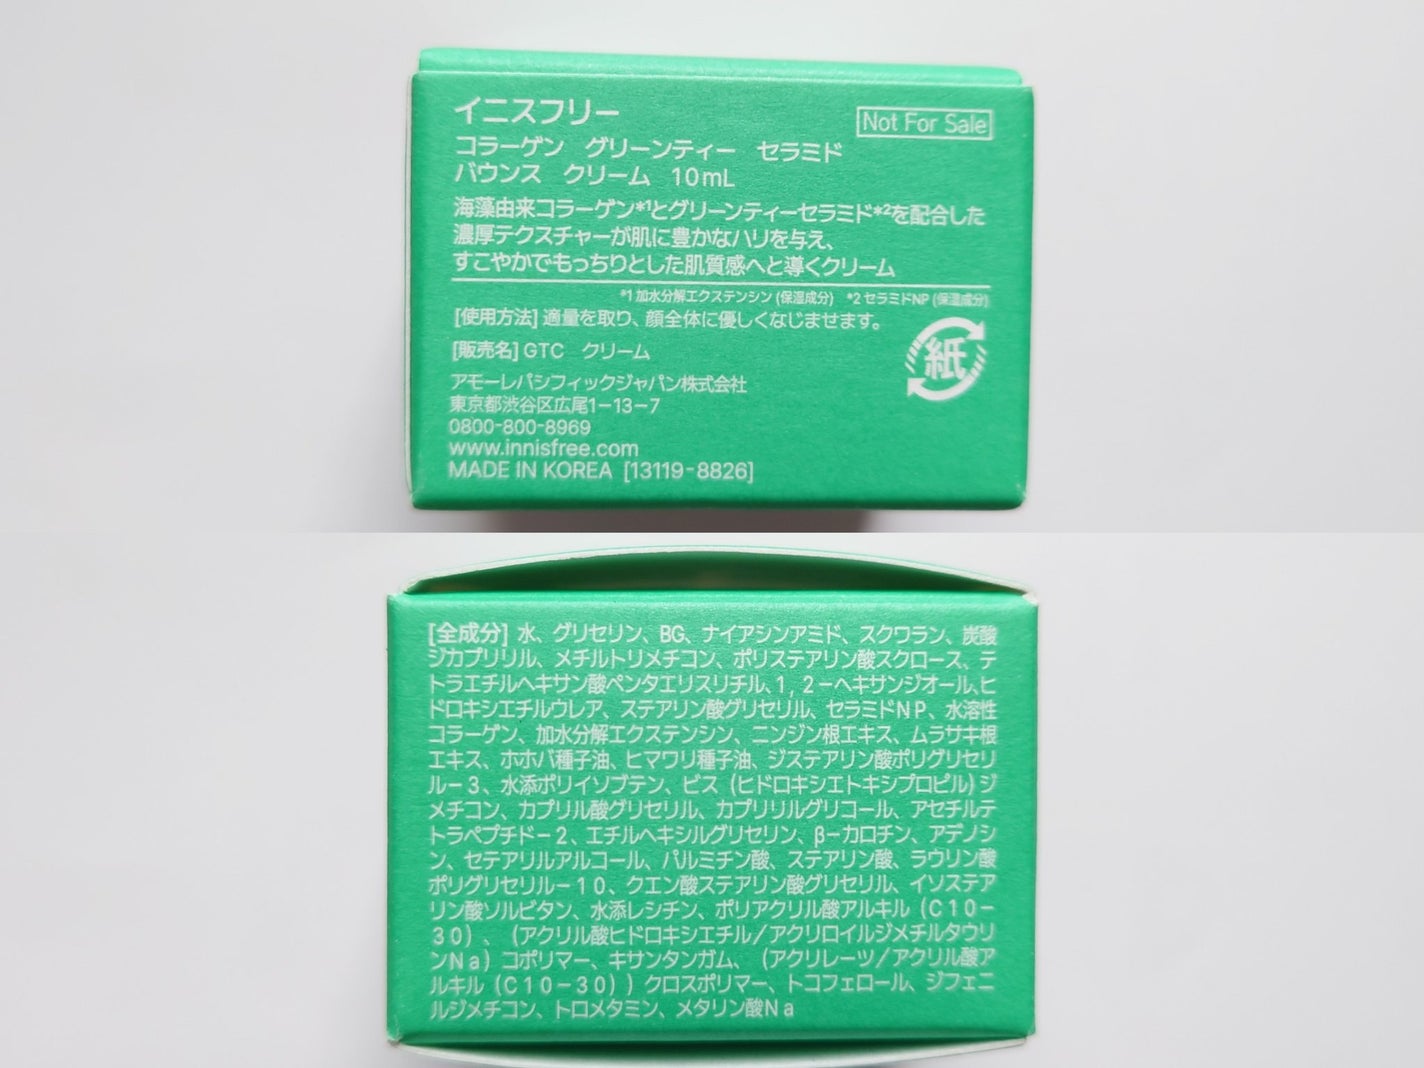 イニスフリー
Not For Sale
コラーゲン グリーンティー セラミド
バウンス クリーム 10mL
海藻由来コラーゲン*1とグリーンティーセラミド*2を配合した
濃厚テクスチャーが肌に豊かなハリを与え、
すこやかでもっちりとした肌質感へと導くクリーム
*1 加水分解エクステンシン (保湿成分) *2 セラミドNP (保湿成分)
[使用方法] 適量を取り、顔全体に優しくなじませます。
[販売名] GTC クリーム
紙
アモーレパシフィックジャパン株式会社
東京都渋谷区広尾1-13-7
0800-800-8969
www.innisfree.com
MADE IN KOREA [13119-8826]
[全成分] 水、グリセリン、BG、ナイアシンアミド、スクワラン、炭酸
ジカプリリル、メチルトリメチコン、ポリステアリン酸スクロース、テ
トラエチルヘキサン酸ペンタエリスリチル、1, 2-ヘキサンジオール、ヒ
ドロキシエチルウレア、ステアリン酸グリセリル、セラミドNP、水溶性
コラーゲン、加水分解エクステンシン、ニンジン根エキス、ムラサキ根
エキス、ホホバ種子油、ヒマワリ種子油、ジステアリン酸ポリグリセリ
ル-3、水添ポリイソブテン、ビス (ヒドロキシエトキシプロピル) ジ
メチコン、カプリル酸グリセリル、カプリリルグリコール、アセチルテ
トラペプチド-2、エチルヘキシルグリセリン、β-カロチン、アデノシ
ン、セテアリルアルコール、パルミチン酸、ステアリン酸、ラウリン酸
ポリグリセリル-10、クエン酸ステアリン酸グリセリル、イソステア
リン酸ソルビタン、水添レシチン、ポリアクリル酸アルキル (C10-
30) 、 (アクリル酸ヒドロキシエチル/アクリロイルジメチルタウリ
ンNa) コポリマー、キサンタンガム、 (アクリレーツ/アクリル酸ア
ルキル (C10-30) ) クロスポリマー、トコフェロール、ジフェニ
ルジメチコン、トロメタミン、メタリン酸Na